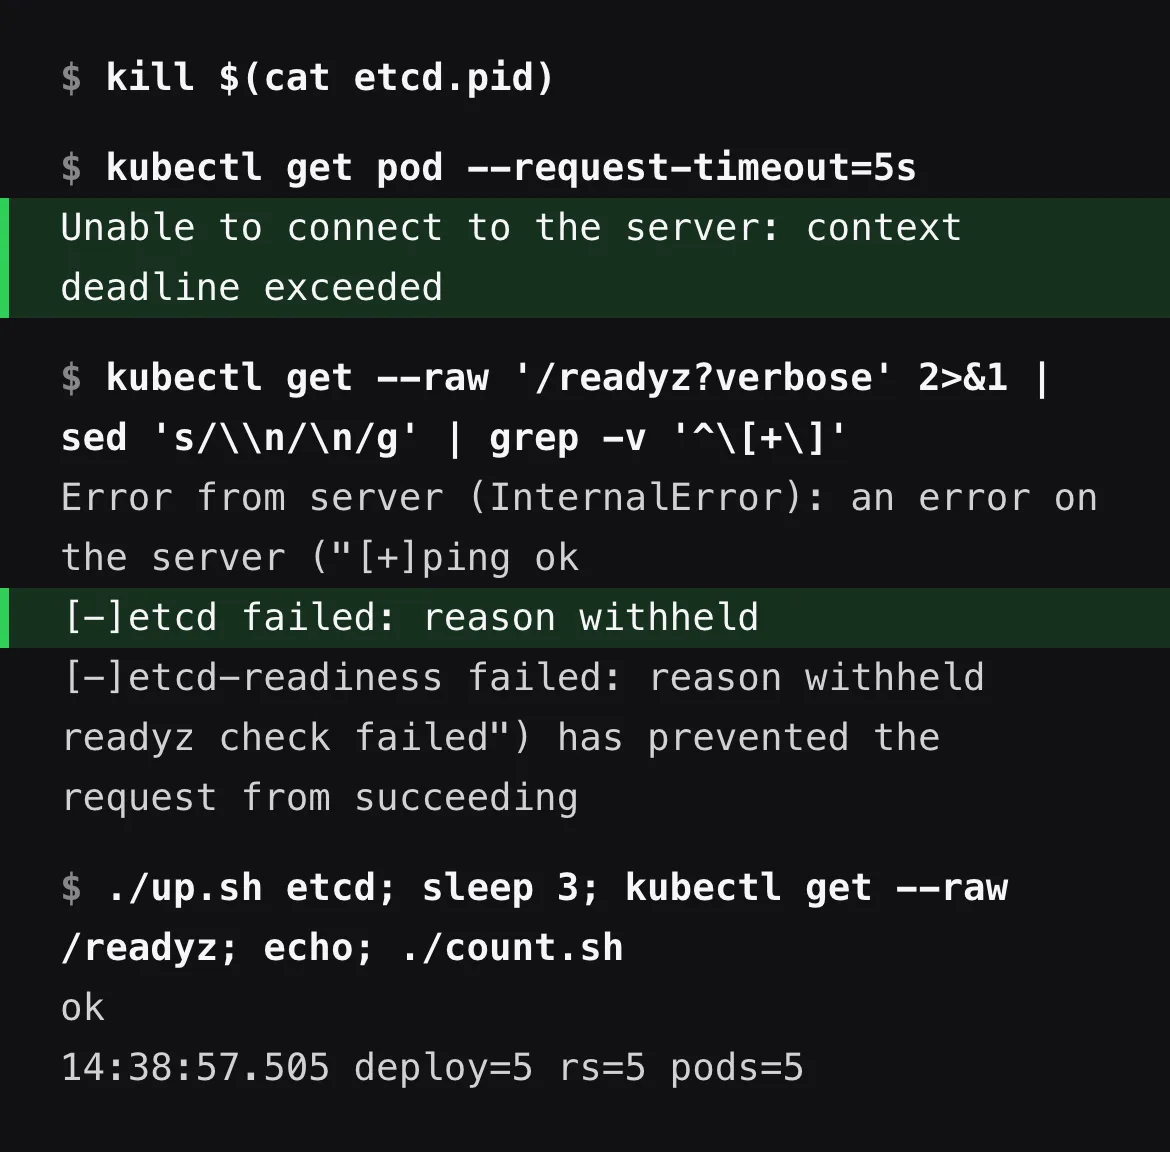 $ kill $(cat etcd.pid)
$ kubectl get pod --request-timeout=5s
Unable to connect to the server: context
deadline exceeded
$ kubectl get --raw '/readyz?verbose' 2>&1 |
sed 's/\\n/\n/g' | grep -v '^\[+\]'
Error from server (InternalError): an error on
the server ("[+]ping ok
[-]etcd failed: reason withheld
[-]etcd-readiness failed: reason withheld
readyz check failed") has prevented the
request from succeeding
$ ./up.sh etcd; sleep 3; kubectl get --raw
/readyz; echo; ./count.sh
ok
14:38:57.505 deploy=5 rs=5 pods=5